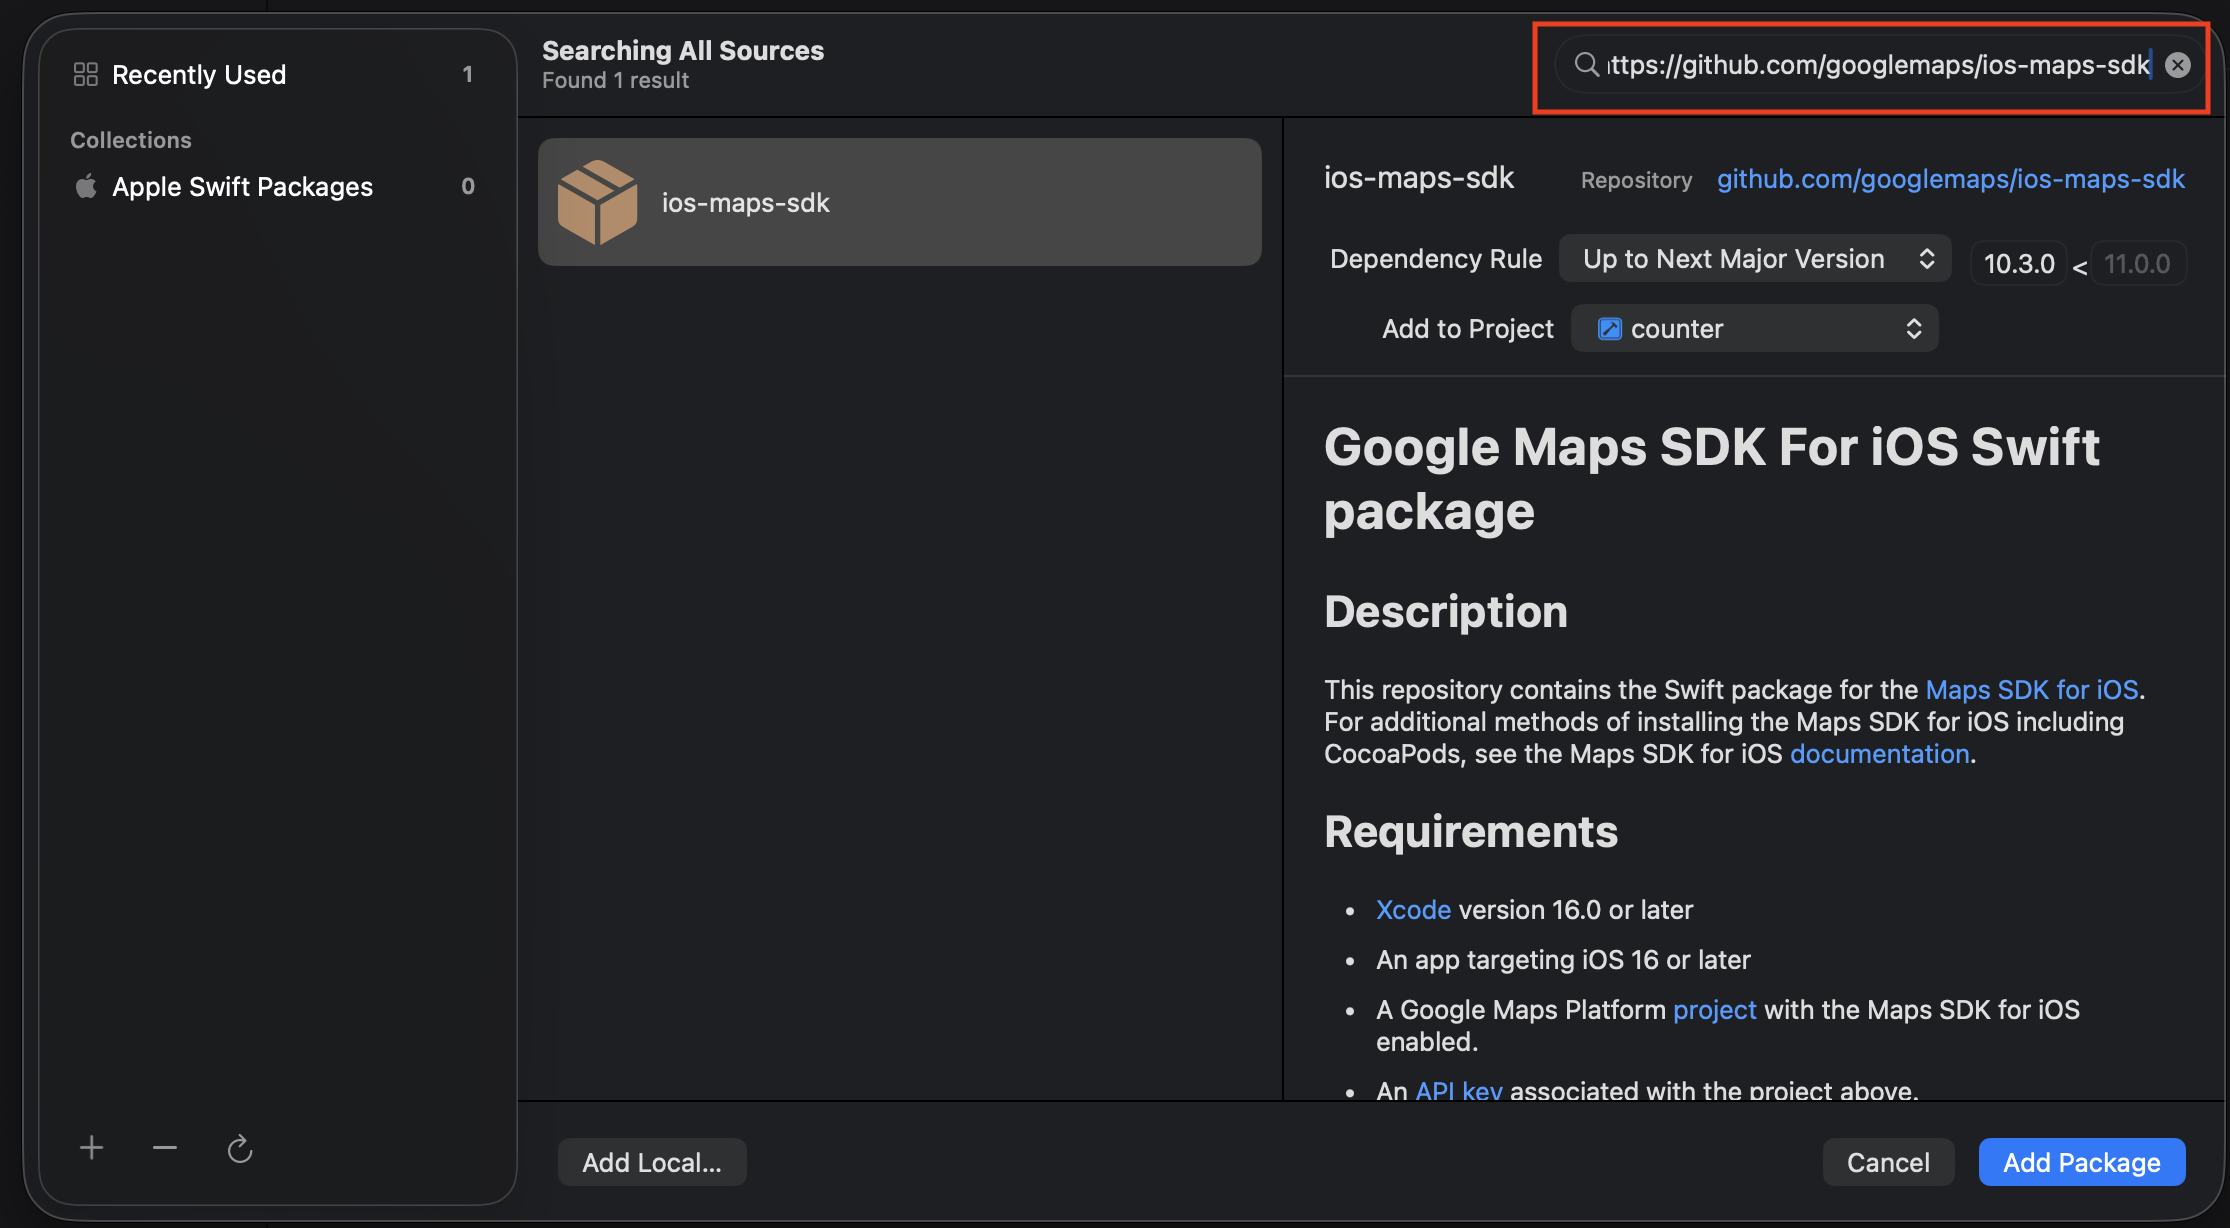 Recently Used 1
Collections
Apple Swift Packages 0
Searching All Sources
Found 1 result
ttps://github.com/googlemaps/ios-maps-sdk
ios-maps-sdk
ios-maps-sdk Repository github.com/googlemaps/ios-maps-sdk
Dependency Rule Up to Next Major Version 10.3.0 < 11.0.0
Add to Project counter
Google Maps SDK For iOS Swift
package
Description
This repository contains the Swift package for the Maps SDK for iOS.
For additional methods of installing the Maps SDK for iOS including
CocoaPods, see the Maps SDK for iOS documentation.
Requirements
• Xcode version 16.0 or later
• An app targeting iOS 16 or later
• A Google Maps Platform project with the Maps SDK for iOS
enabled.
• An API key associated with the project above.
Add Local...
Cancel
Add Package